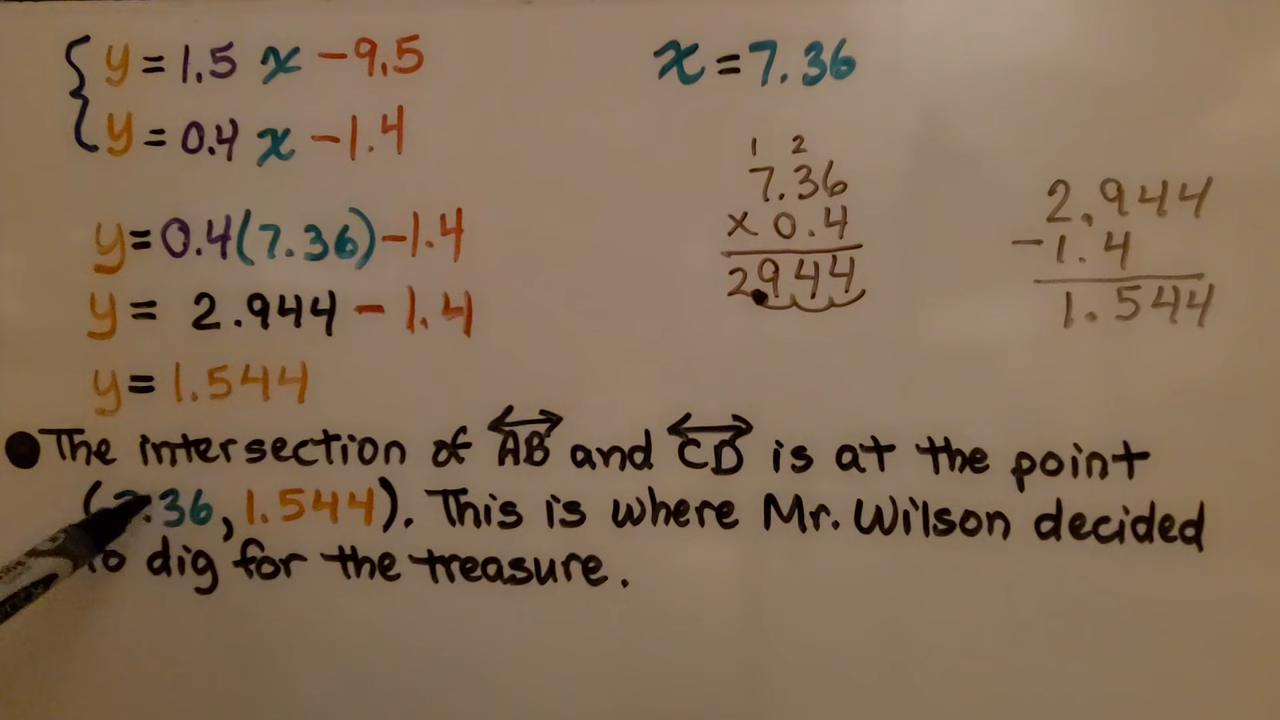 y = 1.5 x - 9.5
y = 0.4 x - 1.4
y = 0.4(7.36) - 1.4
y = 2.944 - 1.4
y = 1.544
x = 7.36
1 2
7.36
x 0.4
2.944
2.944
- 1.4
1.544
● The intersection of AB and CD is at the point
( .36, 1.544). This is where Mr. Wilson decided
to dig for the treasure.